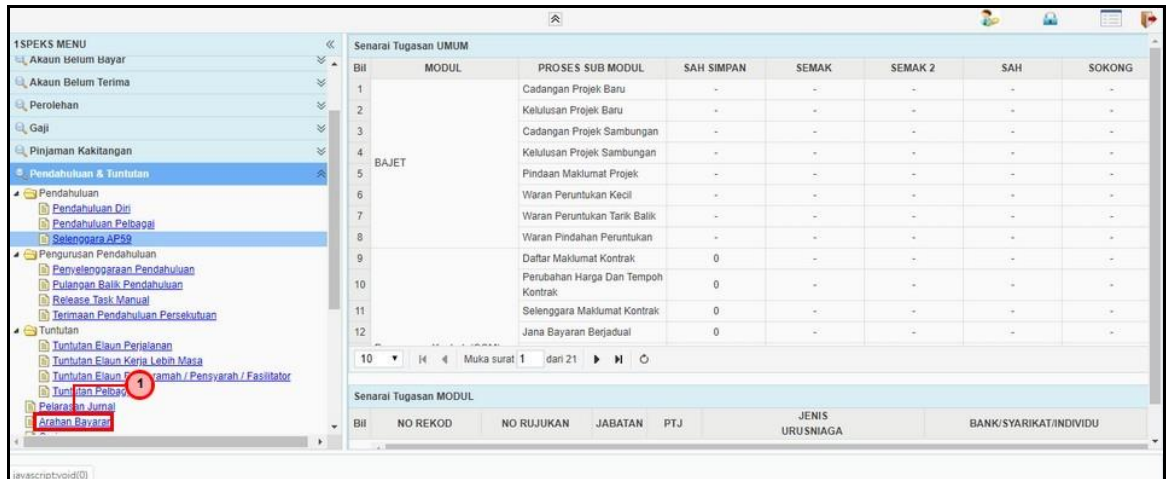 1SPEKS MENU
Akaun Belum Bayar
Akaun Belum Terima
Perolehan
Gaji
Pinjaman Kakitangan
Pendahuluan & Tuntutan
Pendahuluan
Pendahuluan Diri
Pendahuluan Pelbagai
Selenggara AP59
Pengurusan Pendahuluan
Penyelenggaraan Pendahuluan
Pulangan Balik Pendahuluan
Release Task Manual
Terimaan Pendahuluan Persekutuan
Tuntutan
Tuntutan Elaun Perjalanan
Tuntutan Elaun Kerja Lebih Masa
Tuntutan Elaun ramah / Pensyarah / Fasilitator
Tuntutan
1
Pelarasan Jurnal
Arahan Bayaran
javascript:void(0)
Senarai Tugasan UMUM
Bil MODUL PROSES SUB MODUL SAH SIMPAN SEMAK SEMAK 2 SAH SOKONG
1 Cadangan Projek Baru - - - - -
2 Kelulusan Projek Baru - - - - -
3 Cadangan Projek Sambungan - - - - -
4 Kelulusan Projek Sambungan - - - - -
BAJET
5 Pindaan Maklumat Projek - - - - -
6 Waran Peruntukan Kecil - - - - -
7 Waran Peruntukan Tarik Balik - - - - -
8 Waran Pindahan Peruntukan - - - - -
9 Daftar Maklumat Kontrak 0 - - - -
10 Perubahan Harga Dan Tempoh
Kontrak 0 - - - -
11 Selenggara Maklumat Kontrak 0 - - - -
12 Jana Bayaran Berjadual 0 - - - -
10 Muka surat 1 dari 21
Senarai Tugasan MODUL
Bil NO REKOD NO RUJUKAN JABATAN PTJ JENIS
URUSNIAGA BANK/SYARIKAT/INDIVIDU